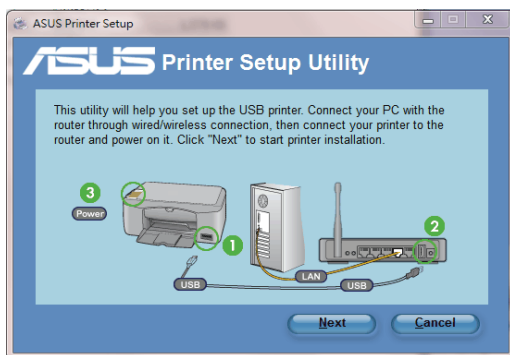 ASUS Printer Setup
ASUS Printer Setup Utility
This utility will help you set up the USB printer. Connect your PC with the
router through wired/wireless connection, then connect your printer to the
router and power on it. Click "Next" to start printer installation.
3
Power
1
2
LAN
USB
USB
Next
Cancel